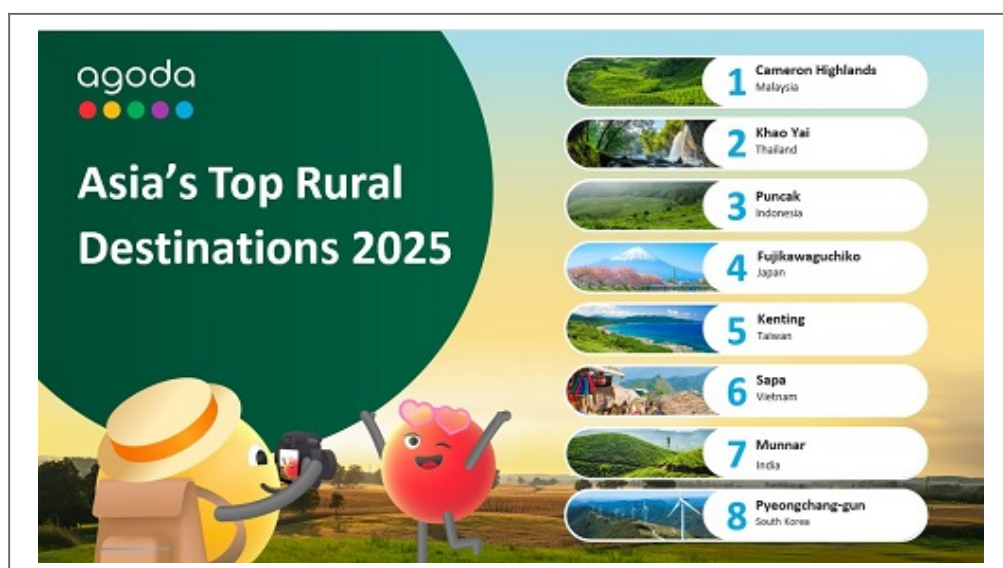 agoda
Asia's Top Rural
Destinations 2025
1
Cameron Highlands
Malaysia
2
Khao Yai
Thailand
3
Puncak
Indonesia
4
Fujikawaguchiko
Japan
5
Kenting
Taiwan
6
Sapa
Vietnam
7
Munnar
India
8
Pyeongchang-gun
South Korea